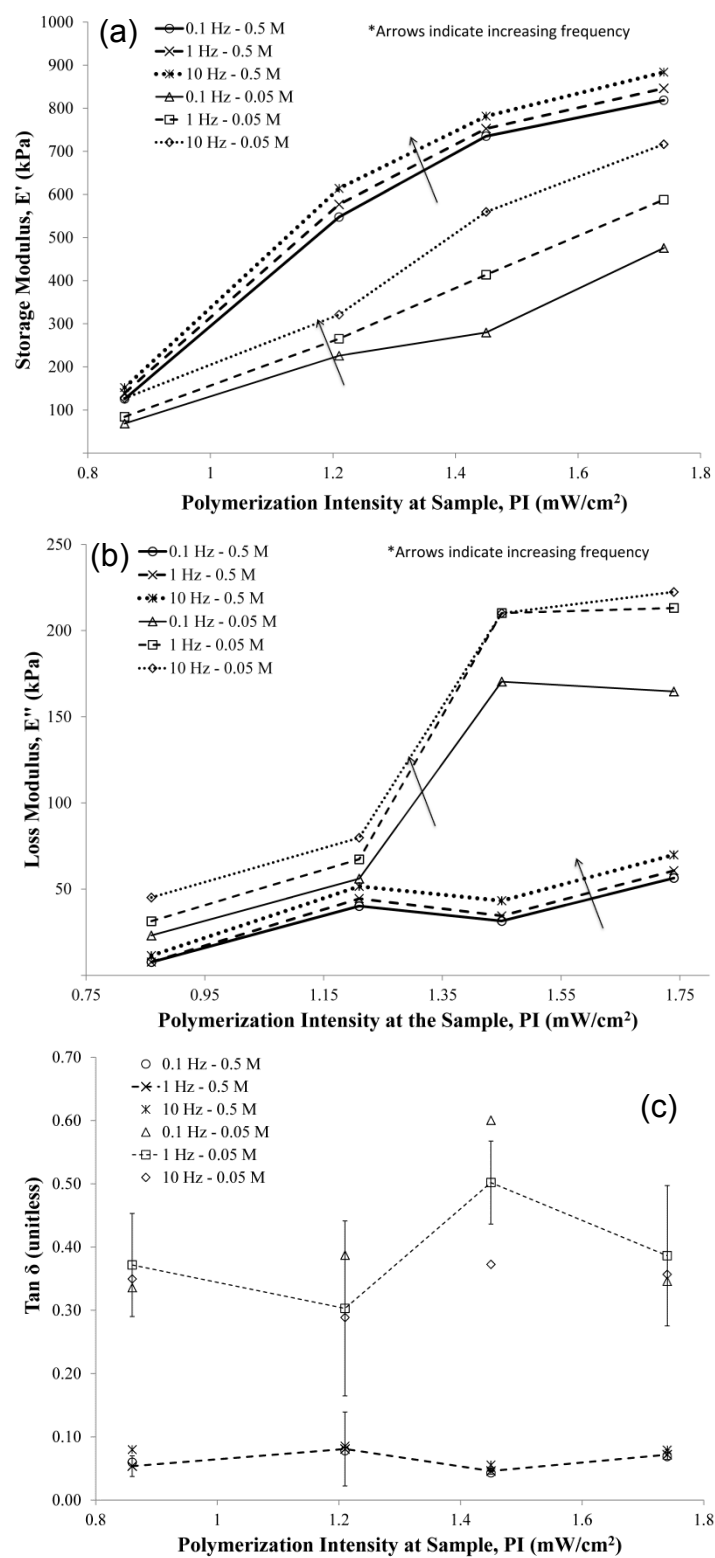 (a)
0.1 Hz - 0.5 M
1 Hz - 0.5 M
10 Hz - 0.5 M
0.1 Hz - 0.05 M
1 Hz - 0.05 M
10 Hz - 0.05 M
*Arrows indicate increasing frequency
1000
900
800
700
600
500
400
300
200
100
Storage Modulus, E' (kPa)
0.8 1 1.2 1.4 1.6 1.8
Polymerization Intensity at Sample, PI (mW/cm²)
(b)
0.1 Hz - 0.5 M
1 Hz - 0.5 M
10 Hz - 0.5 M
0.1 Hz - 0.05 M
1 Hz - 0.05 M
10 Hz - 0.05 M
*Arrows indicate increasing frequency
250
200
150
100
50
Loss Modulus, E" (kPa)
0.75 0.95 1.15 1.35 1.55 1.75
Polymerization Intensity at the Sample, PI (mW/cm²)
(c)
0.1 Hz - 0.5 M
1 Hz - 0.5 M
10 Hz - 0.5 M
0.1 Hz - 0.05 M
1 Hz - 0.05 M
10 Hz - 0.05 M
0.70
0.60
0.50
0.40
0.30
0.20
0.10
0.00
Tan δ (unitless)
0.8 1 1.2 1.4 1.6 1.8
Polymerization Intensity at Sample, PI (mW/cm²)